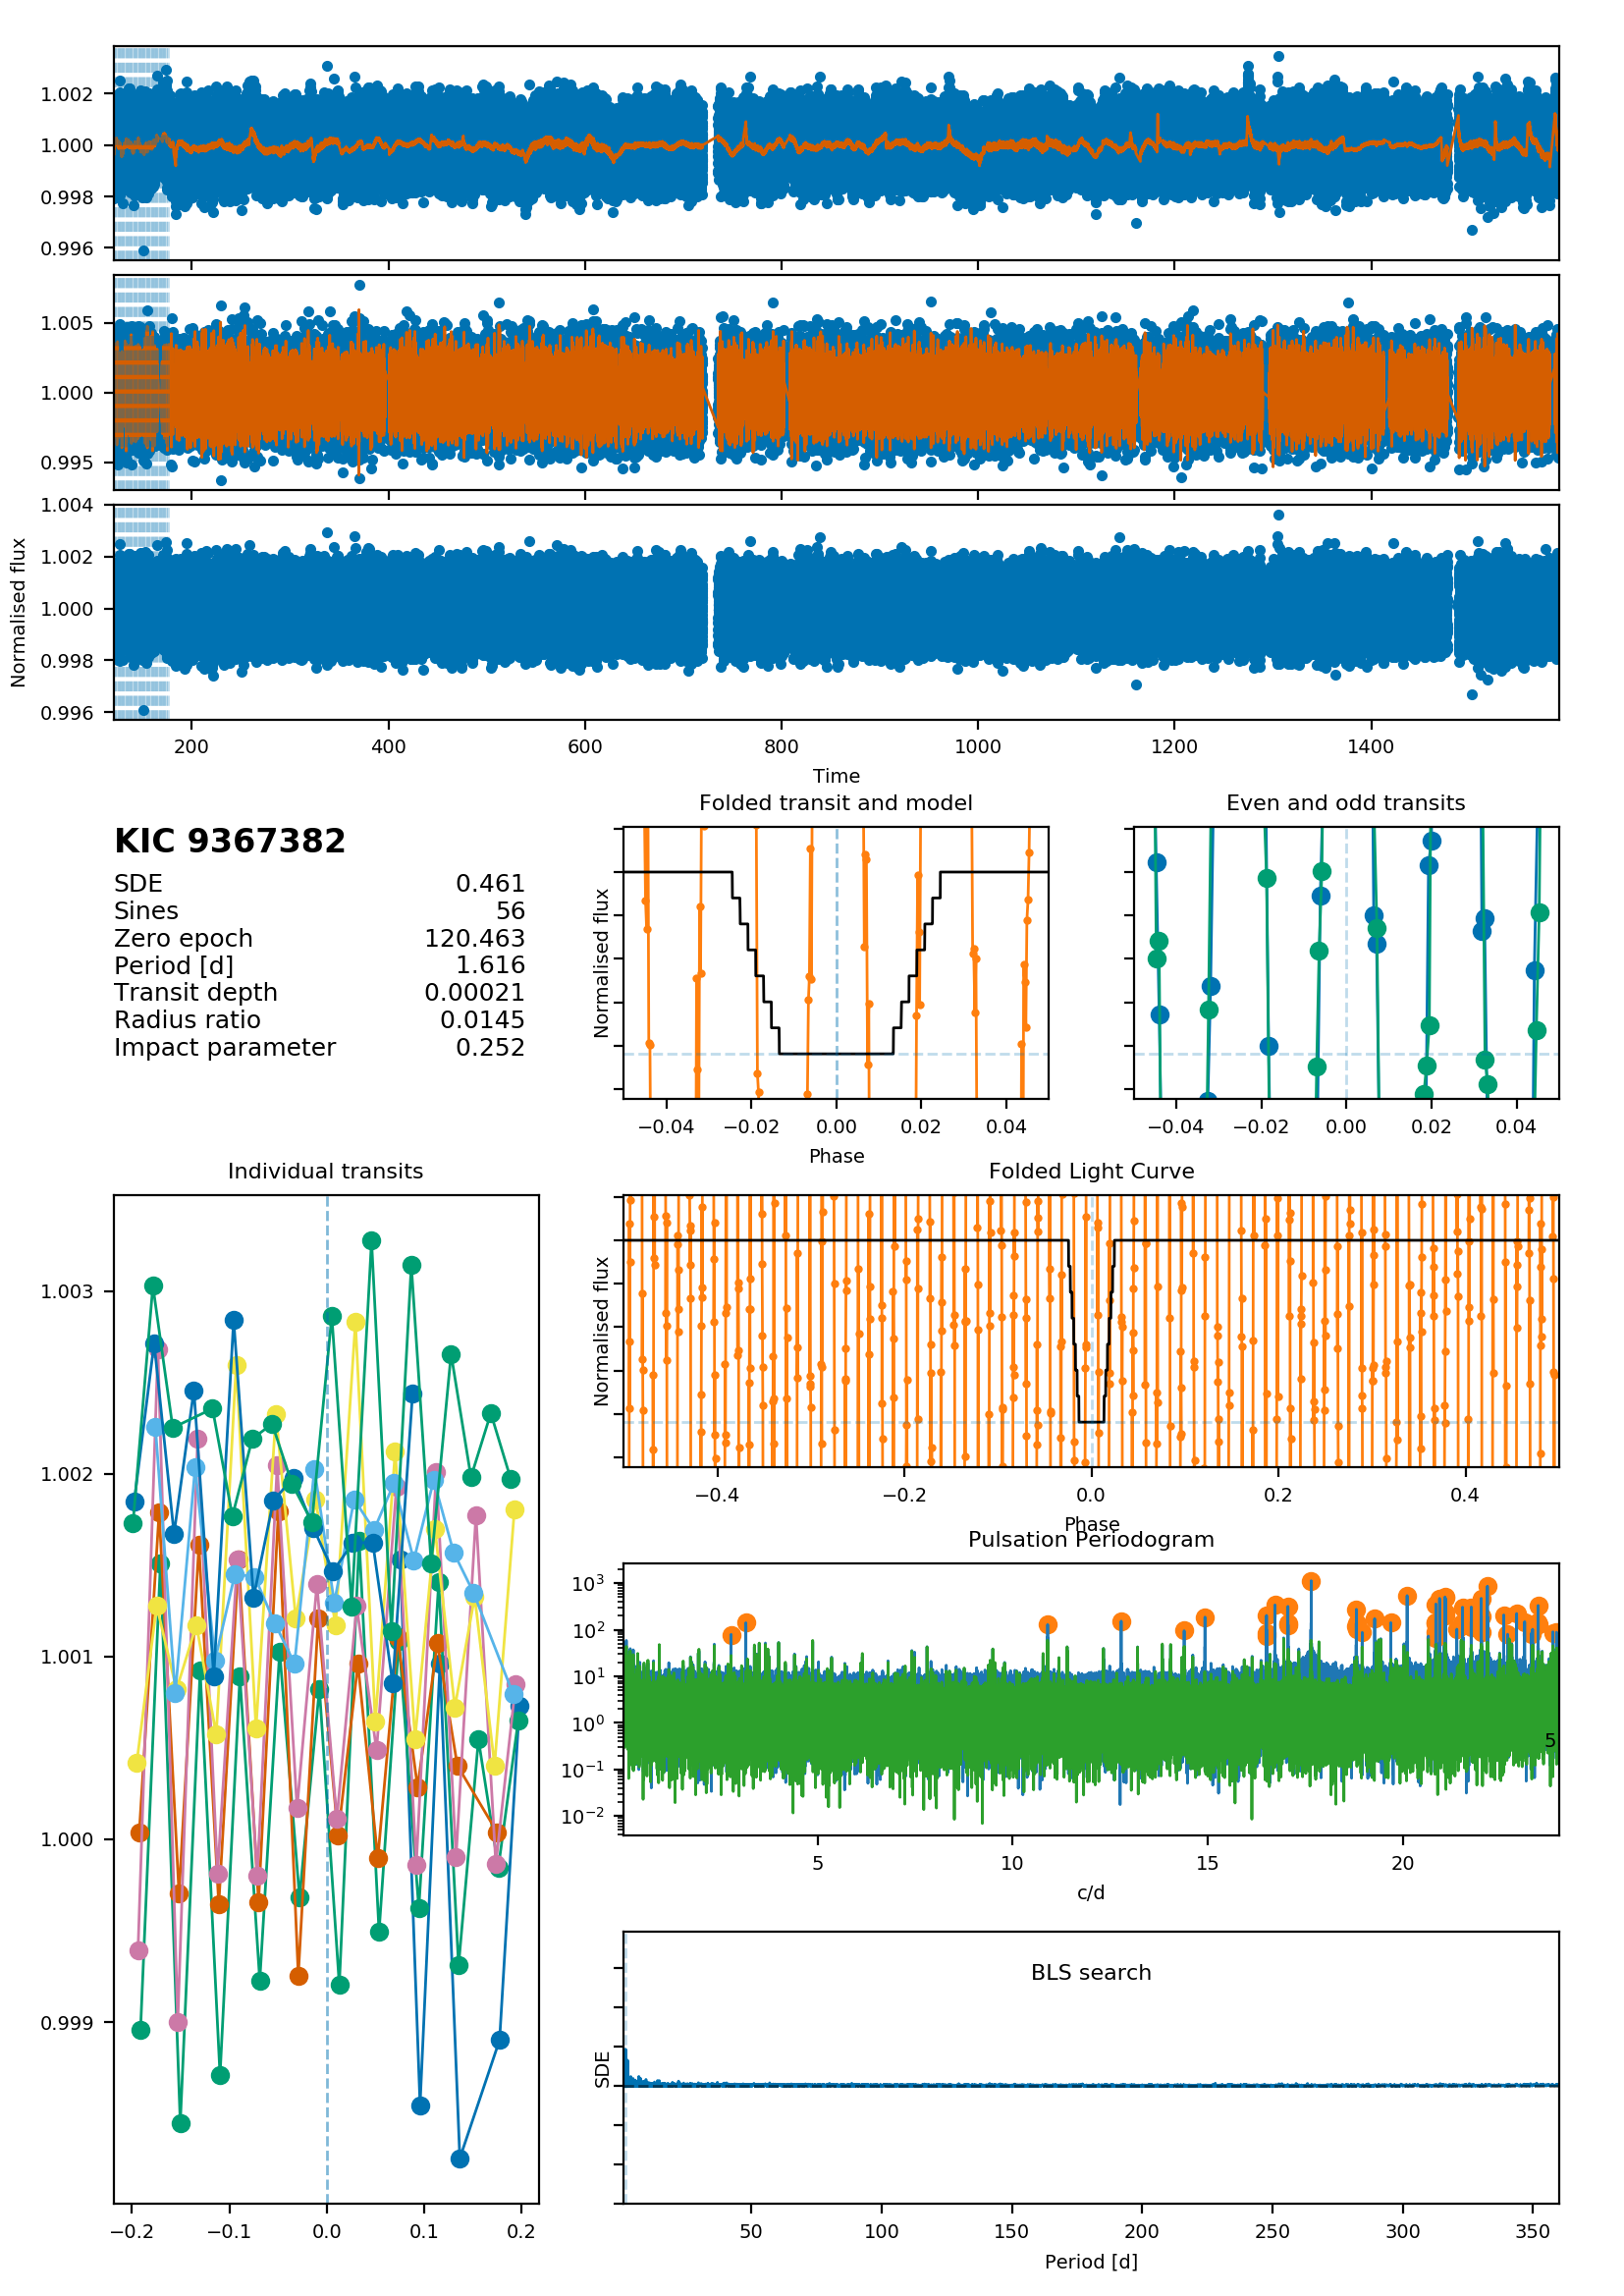 1.002
1.000
0.998
0.996
1.005
1.000
0.995
1.004
1.002
1.000
0.998
0.996
Normalised flux
200 400 600 800 1000 1200 1400
Time
KIC 9367382
SDE 0.461
Sines 56
Zero epoch 120.463
Period [d] 1.616
Transit depth 0.00021
Radius ratio 0.0145
Impact parameter 0.252
Folded transit and model
Normalised flux
−0.04 −0.02 0.00 0.02 0.04
Phase
Even and odd transits
−0.04 −0.02 0.00 0.02 0.04
Individual transits
1.003
1.002
1.001
1.000
0.999
−0.2 −0.1 0.0 0.1 0.2
Folded Light Curve
Normalised flux
−0.4 −0.2 0.0 0.2 0.4
Phase
Pulsation Periodogram
10³
10²
10¹
10⁰
10⁻¹
10⁻²
5
5 10 15 20
c/d
BLS search
SDE
50 100 150 200 250 300 350
Period [d]